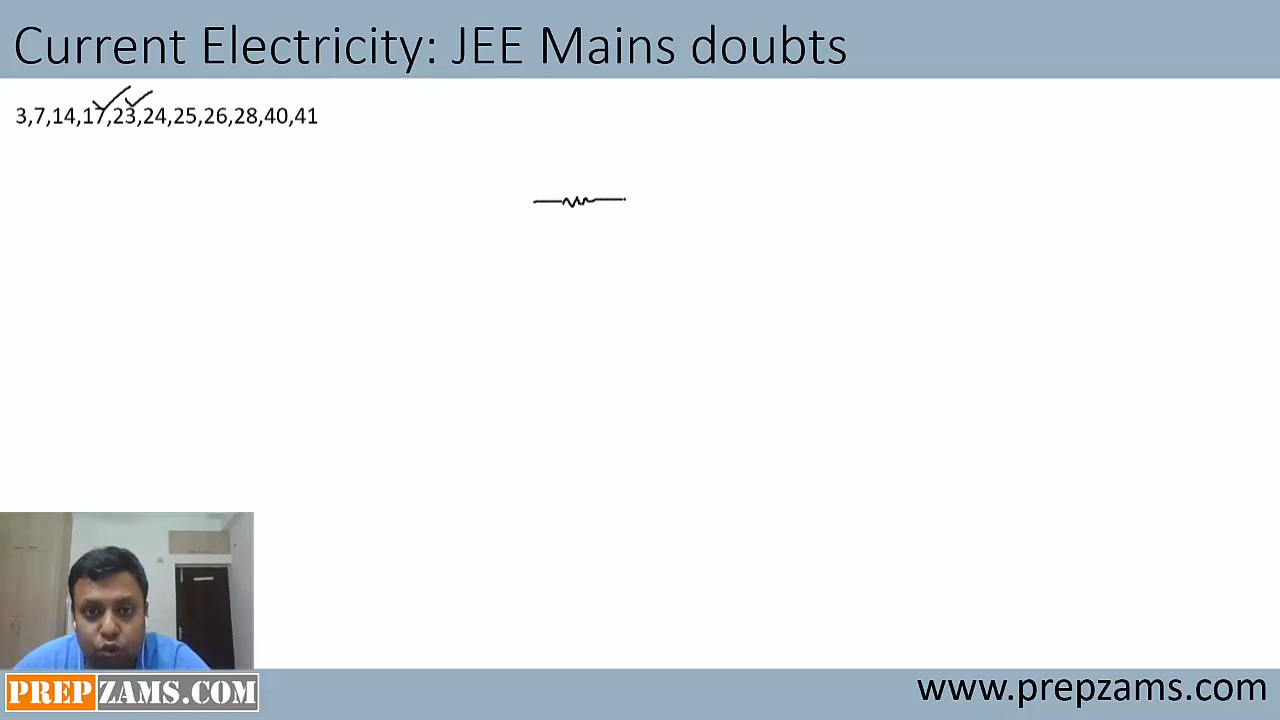 Current Electricity: JEE Mains doubts
3,7,14,17,23,24,25,26,28,40,41
PREPZAMS.COM
www.prepzams.com